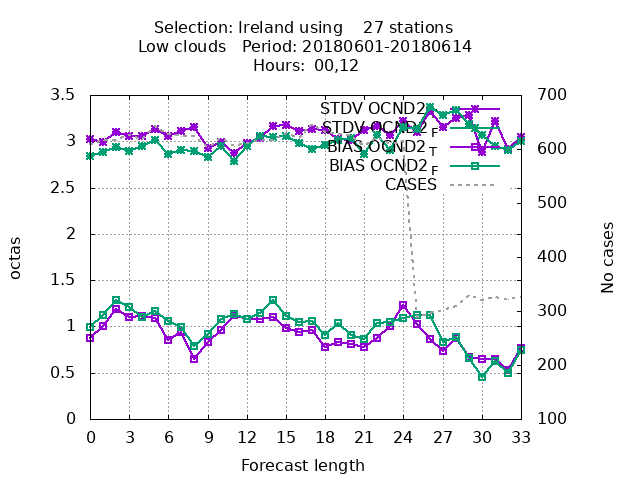 Selection: Ireland using 27 stations
Low clouds Period: 20180601-20180614
Hours: 00,12
octas
No cases
3.5
3
2.5
2
1.5
1
0.5
0
700
600
500
400
300
200
100
STDV OCND2 T
STDV OCND2 F
BIAS OCND2 T
BIAS OCND2 F
CASES
0 3 6 9 12 15 18 21 24 27 30 33
Forecast length